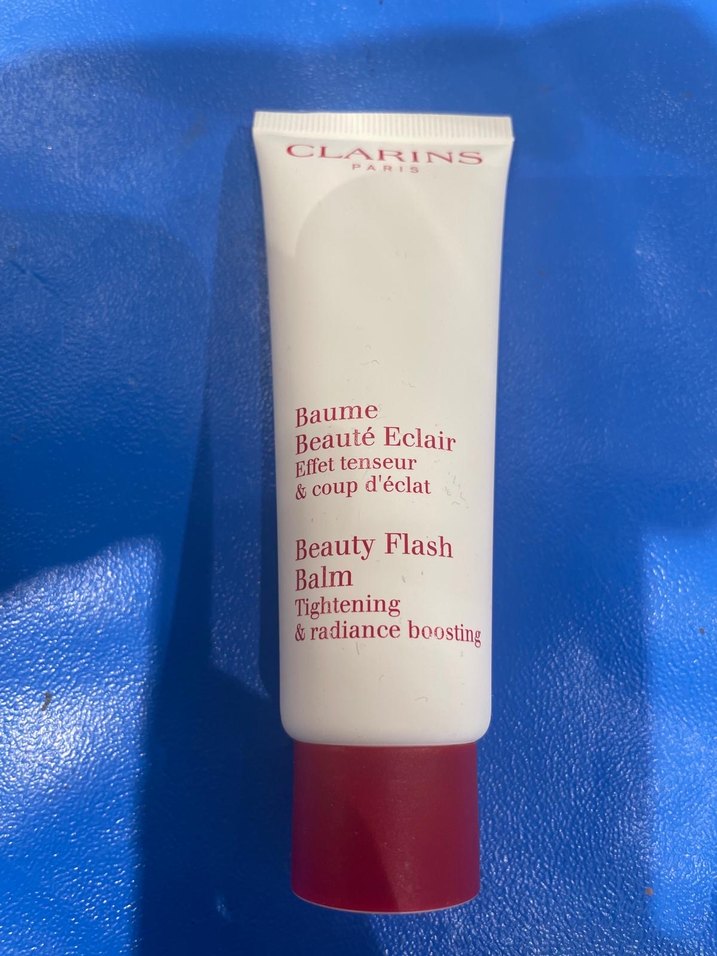 CLARINS
PARIS
Baume
Beauté Eclair
Effet tenseur
& coup d'éclat
Beauty Flash
Balm
Tightening
& radiance boosting